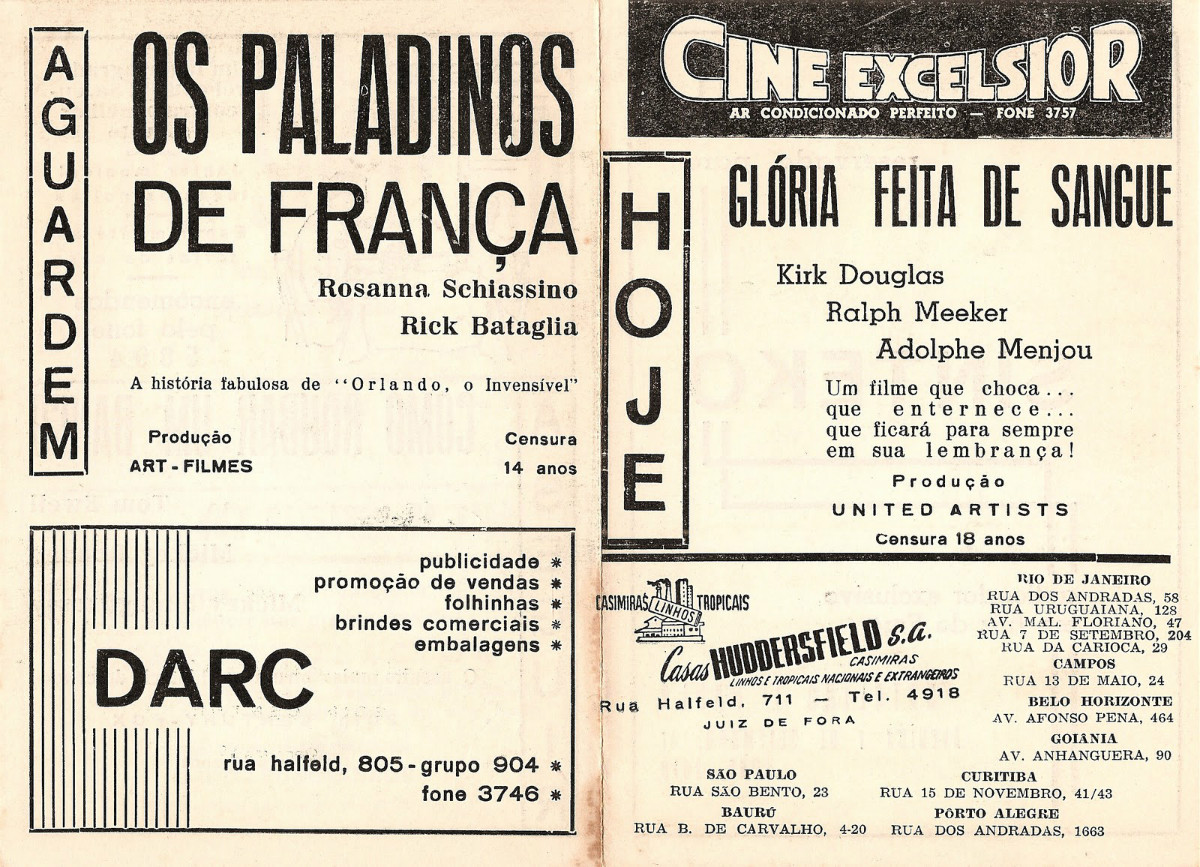 AGUARDEM
OS PALADINOS
DE FRANÇA
Rosanna Schiassino
Rick Bataglia
A história fabulosa de “Orlando, o Invensível”
Produção
ART-FILMES
Censura
14 anos
publicidade *
promoção de vendas *
folhinhas *
brindes comerciais *
embalagens *
DARC
rua halfeld, 805-grupo 904 *
fone 3746 *
CINE EXCELSIOR
AR CONDICIONADO PERFEITO — FONE 3757
HOJE
GLÓRIA FEITA DE SANGUE
Kirk Douglas
Ralph Meeker
Adolphe Menjou
Um filme que choca...
que enternece...
que ficará para sempre
em sua lembrança!
Produção
UNITED ARTISTS
Censura 18 anos
CASIMIRAS LINHOS TROPICAIS
Casas HUDDERSFIELD S.A.
CASIMIRAS
LINHOS E TROPICAIS NACIONAIS E EXTRANGEIROS
Rua Halfeld, 711 — Tel. 4918
JUIZ DE FORA
RIO DE JANEIRO
RUA DOS ANDRADAS, 58
RUA URUGUAIANA, 128
AV. MAL. FLORIANO, 47
RUA 7 DE SETEMBRO, 204
RUA DA CARIOCA, 29
CAMPOS
RUA 13 DE MAIO, 24
BELO HORIZONTE
AV. AFONSO PENA, 464
GOIÂNIA
AV. ANHANGUERA, 90
SÃO PAULO
RUA SÃO BENTO, 23
CURITIBA
RUA 15 DE NOVEMBRO, 41/43
BAURÚ
RUA B. DE CARVALHO, 4-20
PÔRTO ALEGRE
RUA DOS ANDRADAS, 1663